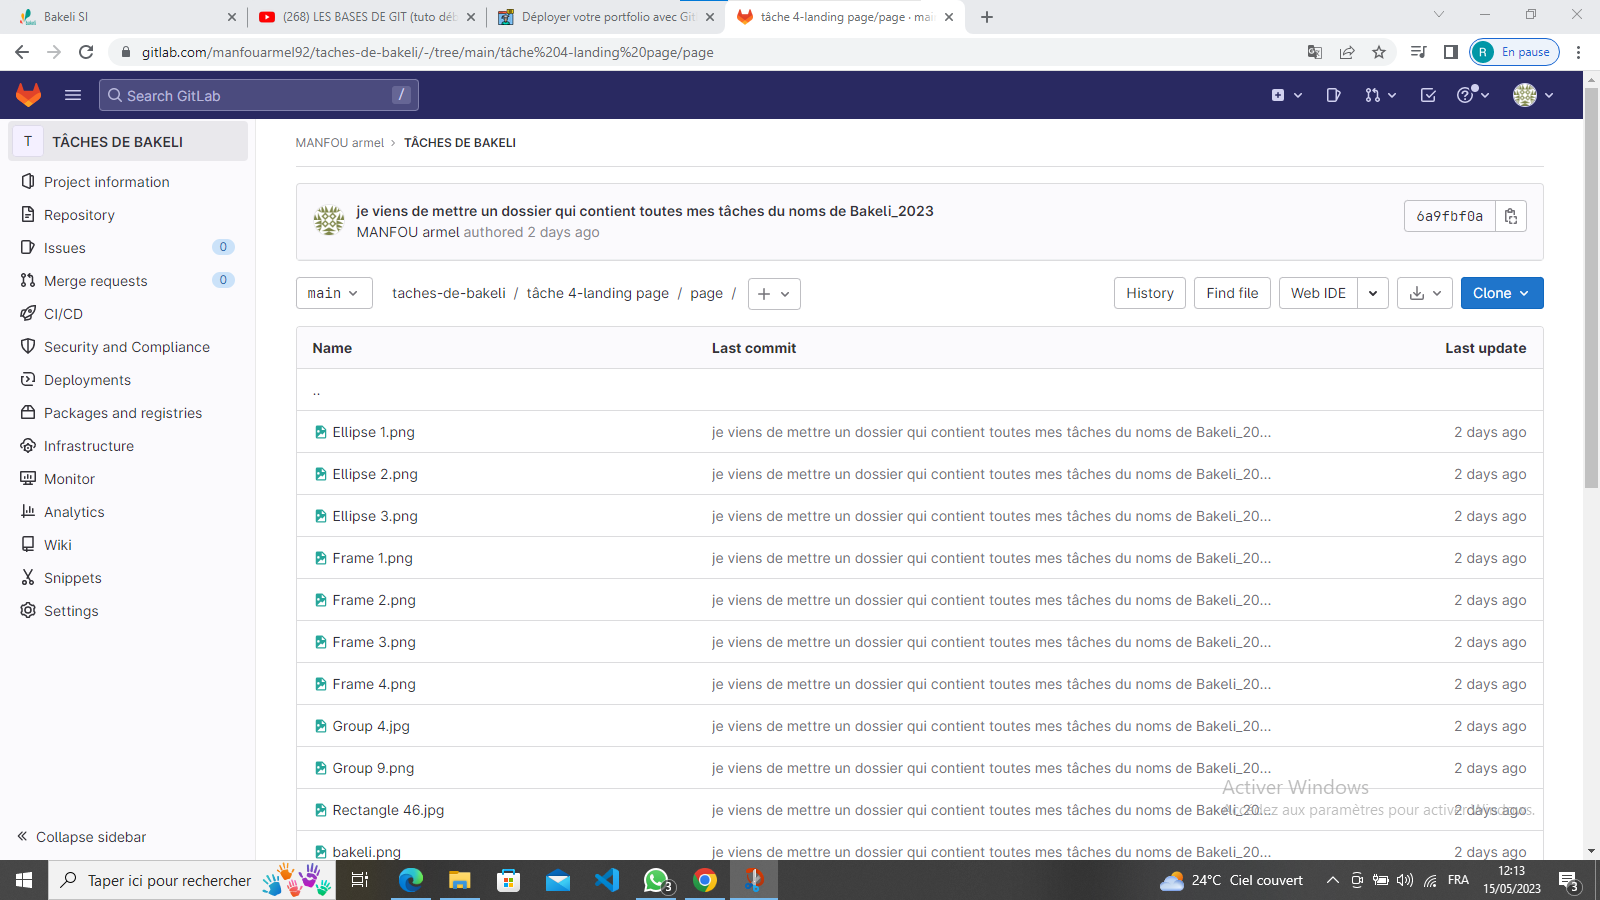 Bakeli SI
(268) LES BASES DE GIT (tuto déb
Déployer votre portfolio avec Git
tâche 4-landing page/page · mai
gitlab.com/manfouarmel92/taches-de-bakeli/-/tree/main/tâche%204-landing%20page/page
R En pause
Search GitLab /
T TÂCHES DE BAKELI
Project information
Repository
Issues 0
Merge requests 0
CI/CD
Security and Compliance
Deployments
Packages and registries
Infrastructure
Monitor
Analytics
Wiki
Snippets
Settings
Collapse sidebar
MANFOU armel > TÂCHES DE BAKELI
je viens de mettre un dossier qui contient toutes mes tâches du noms de Bakeli_2023
MANFOU armel authored 2 days ago
6a9fbf0a
main
taches-de-bakeli / tâche 4-landing page / page /
History
Find file
Web IDE
Clone
Name Last commit Last update
..
Ellipse 1.png je viens de mettre un dossier qui contient toutes mes tâches du noms de Bakeli_20... 2 days ago
Ellipse 2.png je viens de mettre un dossier qui contient toutes mes tâches du noms de Bakeli_20... 2 days ago
Ellipse 3.png je viens de mettre un dossier qui contient toutes mes tâches du noms de Bakeli_20... 2 days ago
Frame 1.png je viens de mettre un dossier qui contient toutes mes tâches du noms de Bakeli_20... 2 days ago
Frame 2.png je viens de mettre un dossier qui contient toutes mes tâches du noms de Bakeli_20... 2 days ago
Frame 3.png je viens de mettre un dossier qui contient toutes mes tâches du noms de Bakeli_20... 2 days ago
Frame 4.png je viens de mettre un dossier qui contient toutes mes tâches du noms de Bakeli_20... 2 days ago
Group 4.jpg je viens de mettre un dossier qui contient toutes mes tâches du noms de Bakeli_20... 2 days ago
Group 9.png je viens de mettre un dossier qui contient toutes mes tâches du noms de Bakeli_20... 2 days ago
Activer Windows
Rectangle 46.jpg je viens de mettre un dossier qui contient toutes mes tâches du noms de Bakeli_20... 2 days ago
Accédez aux paramètres pour activer Windows.
bakeli.png je viens de mettre un dossier qui contient toutes mes tâches du noms de Bakeli_20... 2 days ago
Taper ici pour rechercher
3
24°C Ciel couvert
FRA
12:13
15/05/2023
3